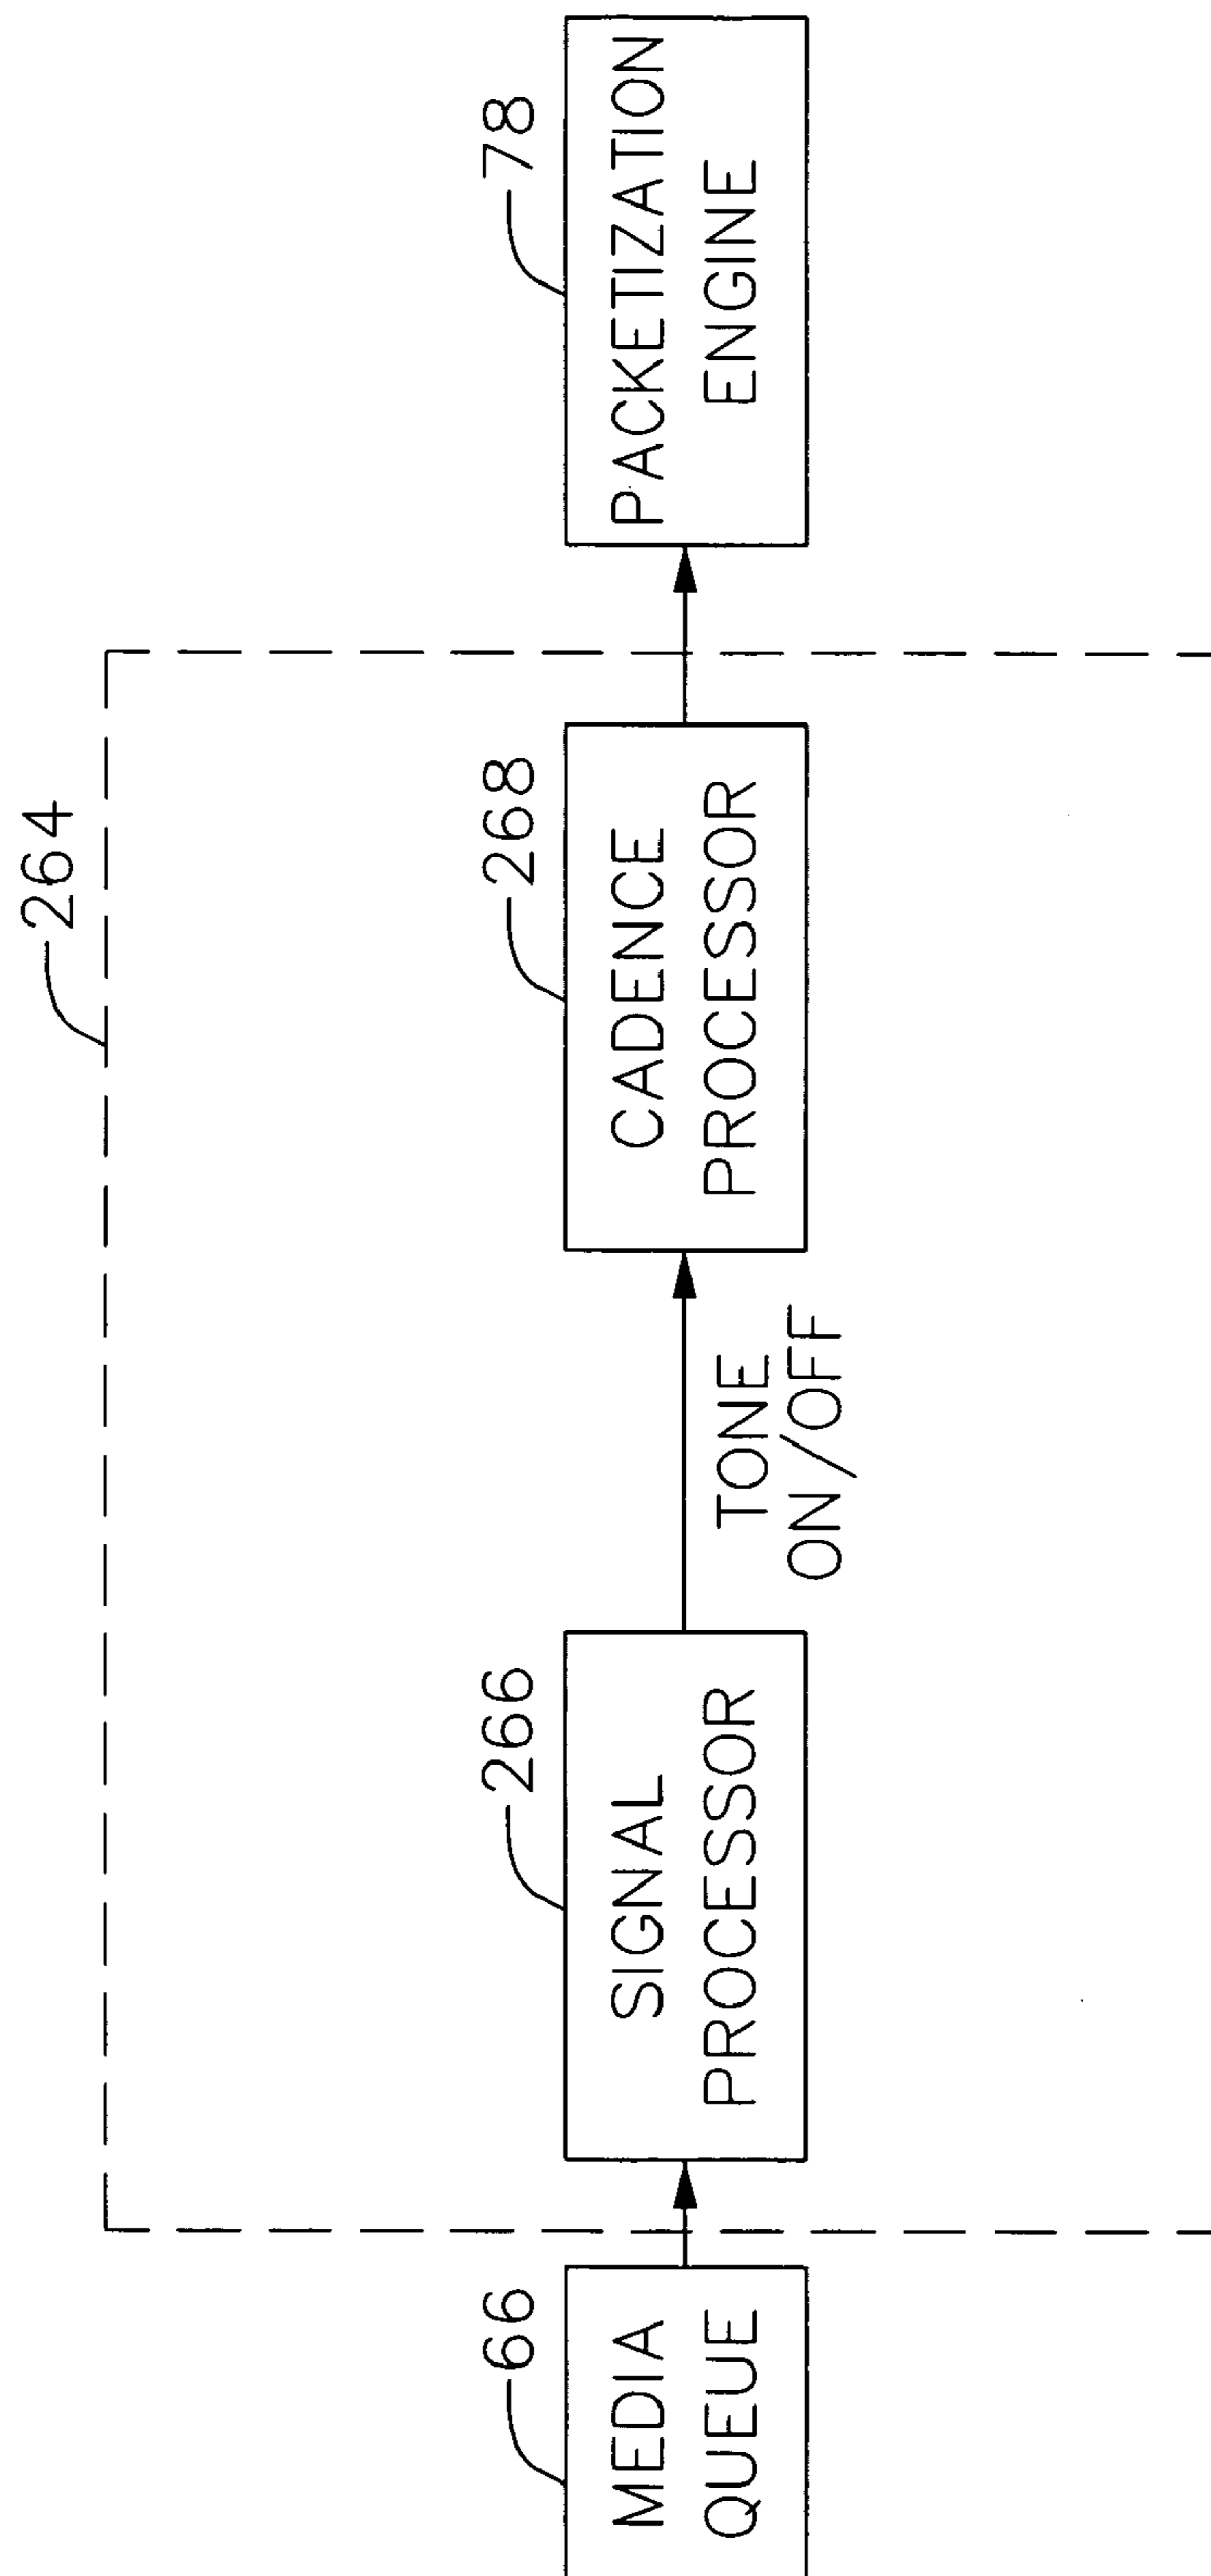 264
66
MEDIA
QUEUE
266
SIGNAL
PROCESSOR
TONE
ON/OFF
268
CADENCE
PROCESSOR
78
PACKETIZATION
ENGINE